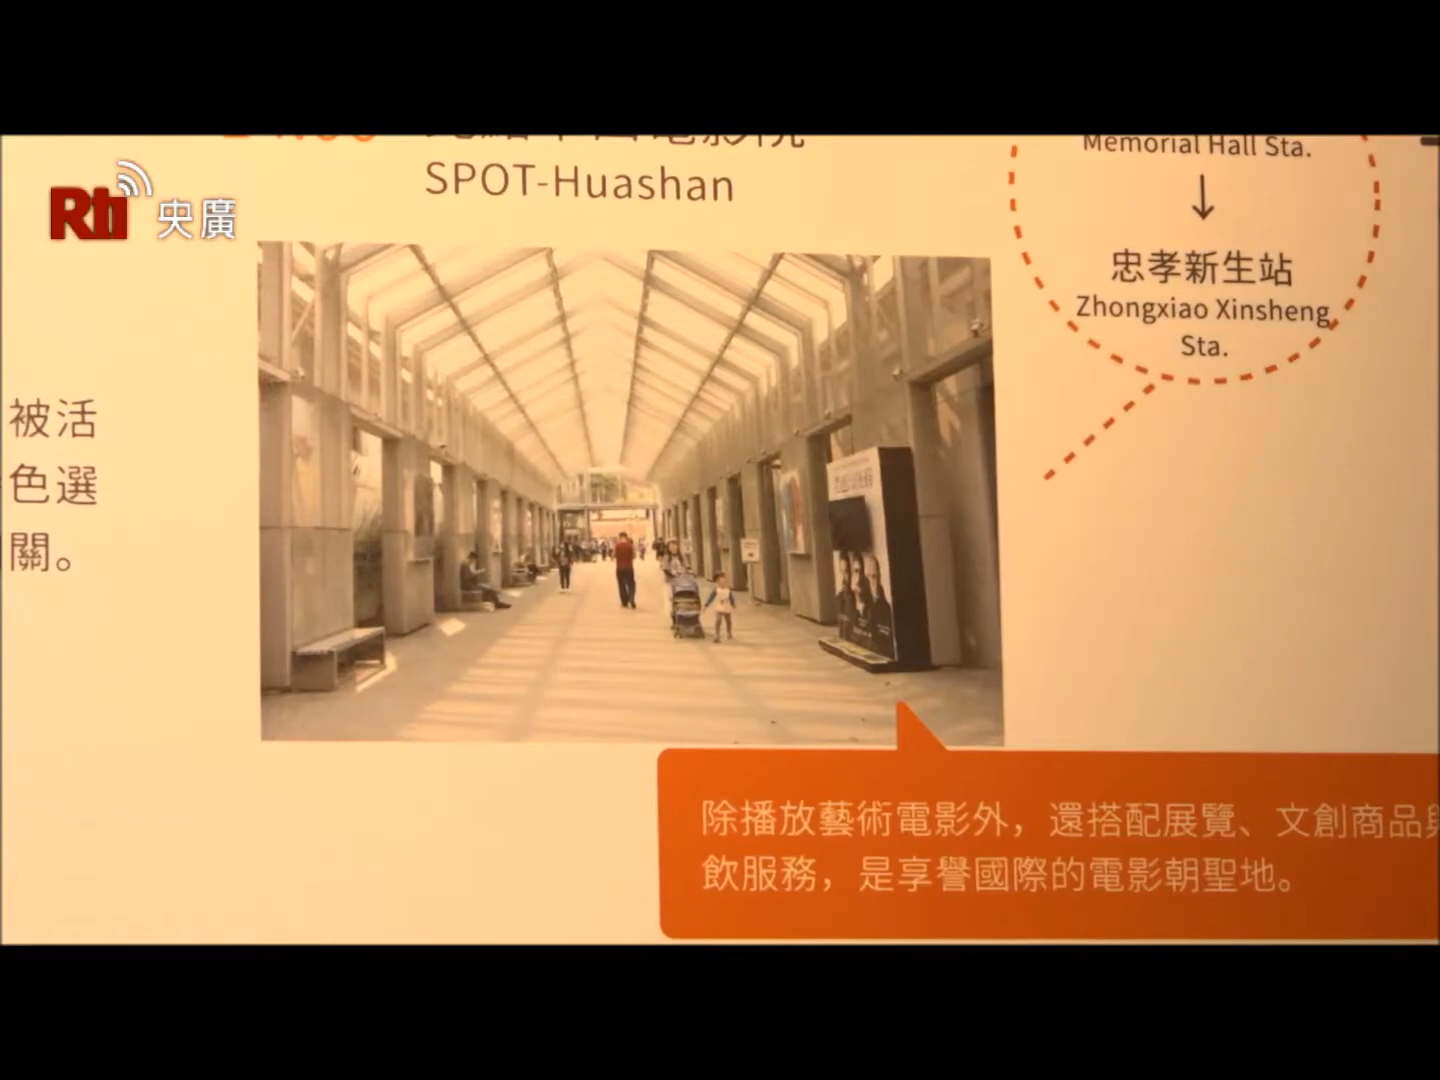 SPOT-Huashan
Memorial Hall Sta.
忠孝新生站
Zhongxiao Xinsheng
Sta.
Rti 央廣
被活
色選
關。
除播放藝術電影外，還搭配展覽、文創商品與
飲服務，是享譽國際的電影朝聖地。